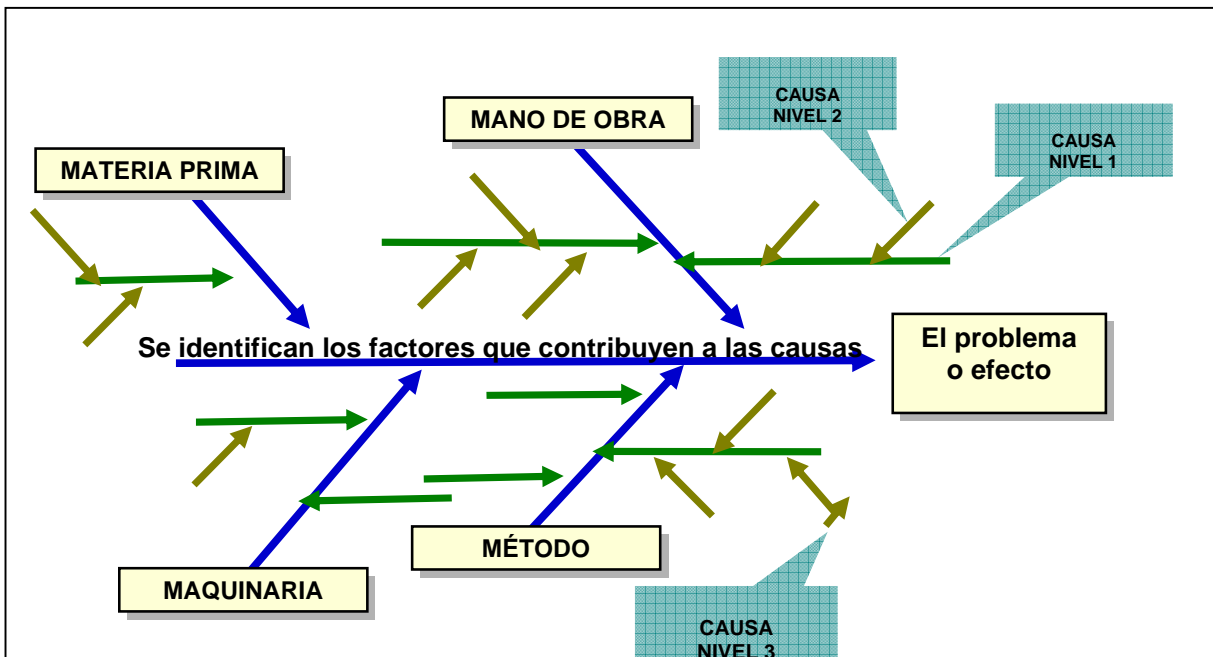 CAUSA
NIVEL 2
MANO DE OBRA
CAUSA
NIVEL 1
MATERIA PRIMA
Se identifican los factores que contribuyen a las causas
El problema
o efecto
MÉTODO
MAQUINARIA
CAUSA
NIVEL 3